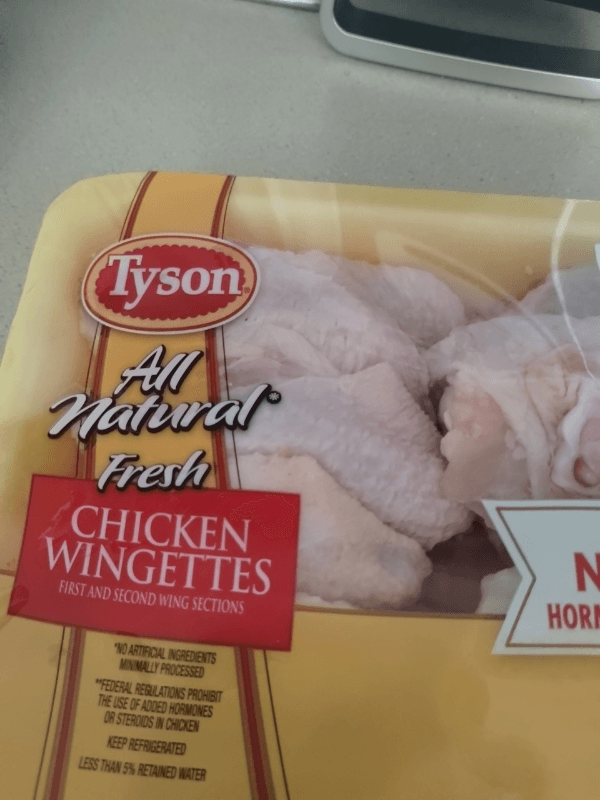 Tyson
All
Natural*
Fresh
CHICKEN
WINGETTES
FIRST AND SECOND WING SECTIONS
*NO ARTIFICIAL INGREDIENTS
MINIMALLY PROCESSED
**FEDERAL REGULATIONS PROHIBIT
THE USE OF ADDED HORMONES
OR STEROIDS IN CHICKEN
KEEP REFRIGERATED
LESS THAN 5% RETAINED WATER
N
HOR